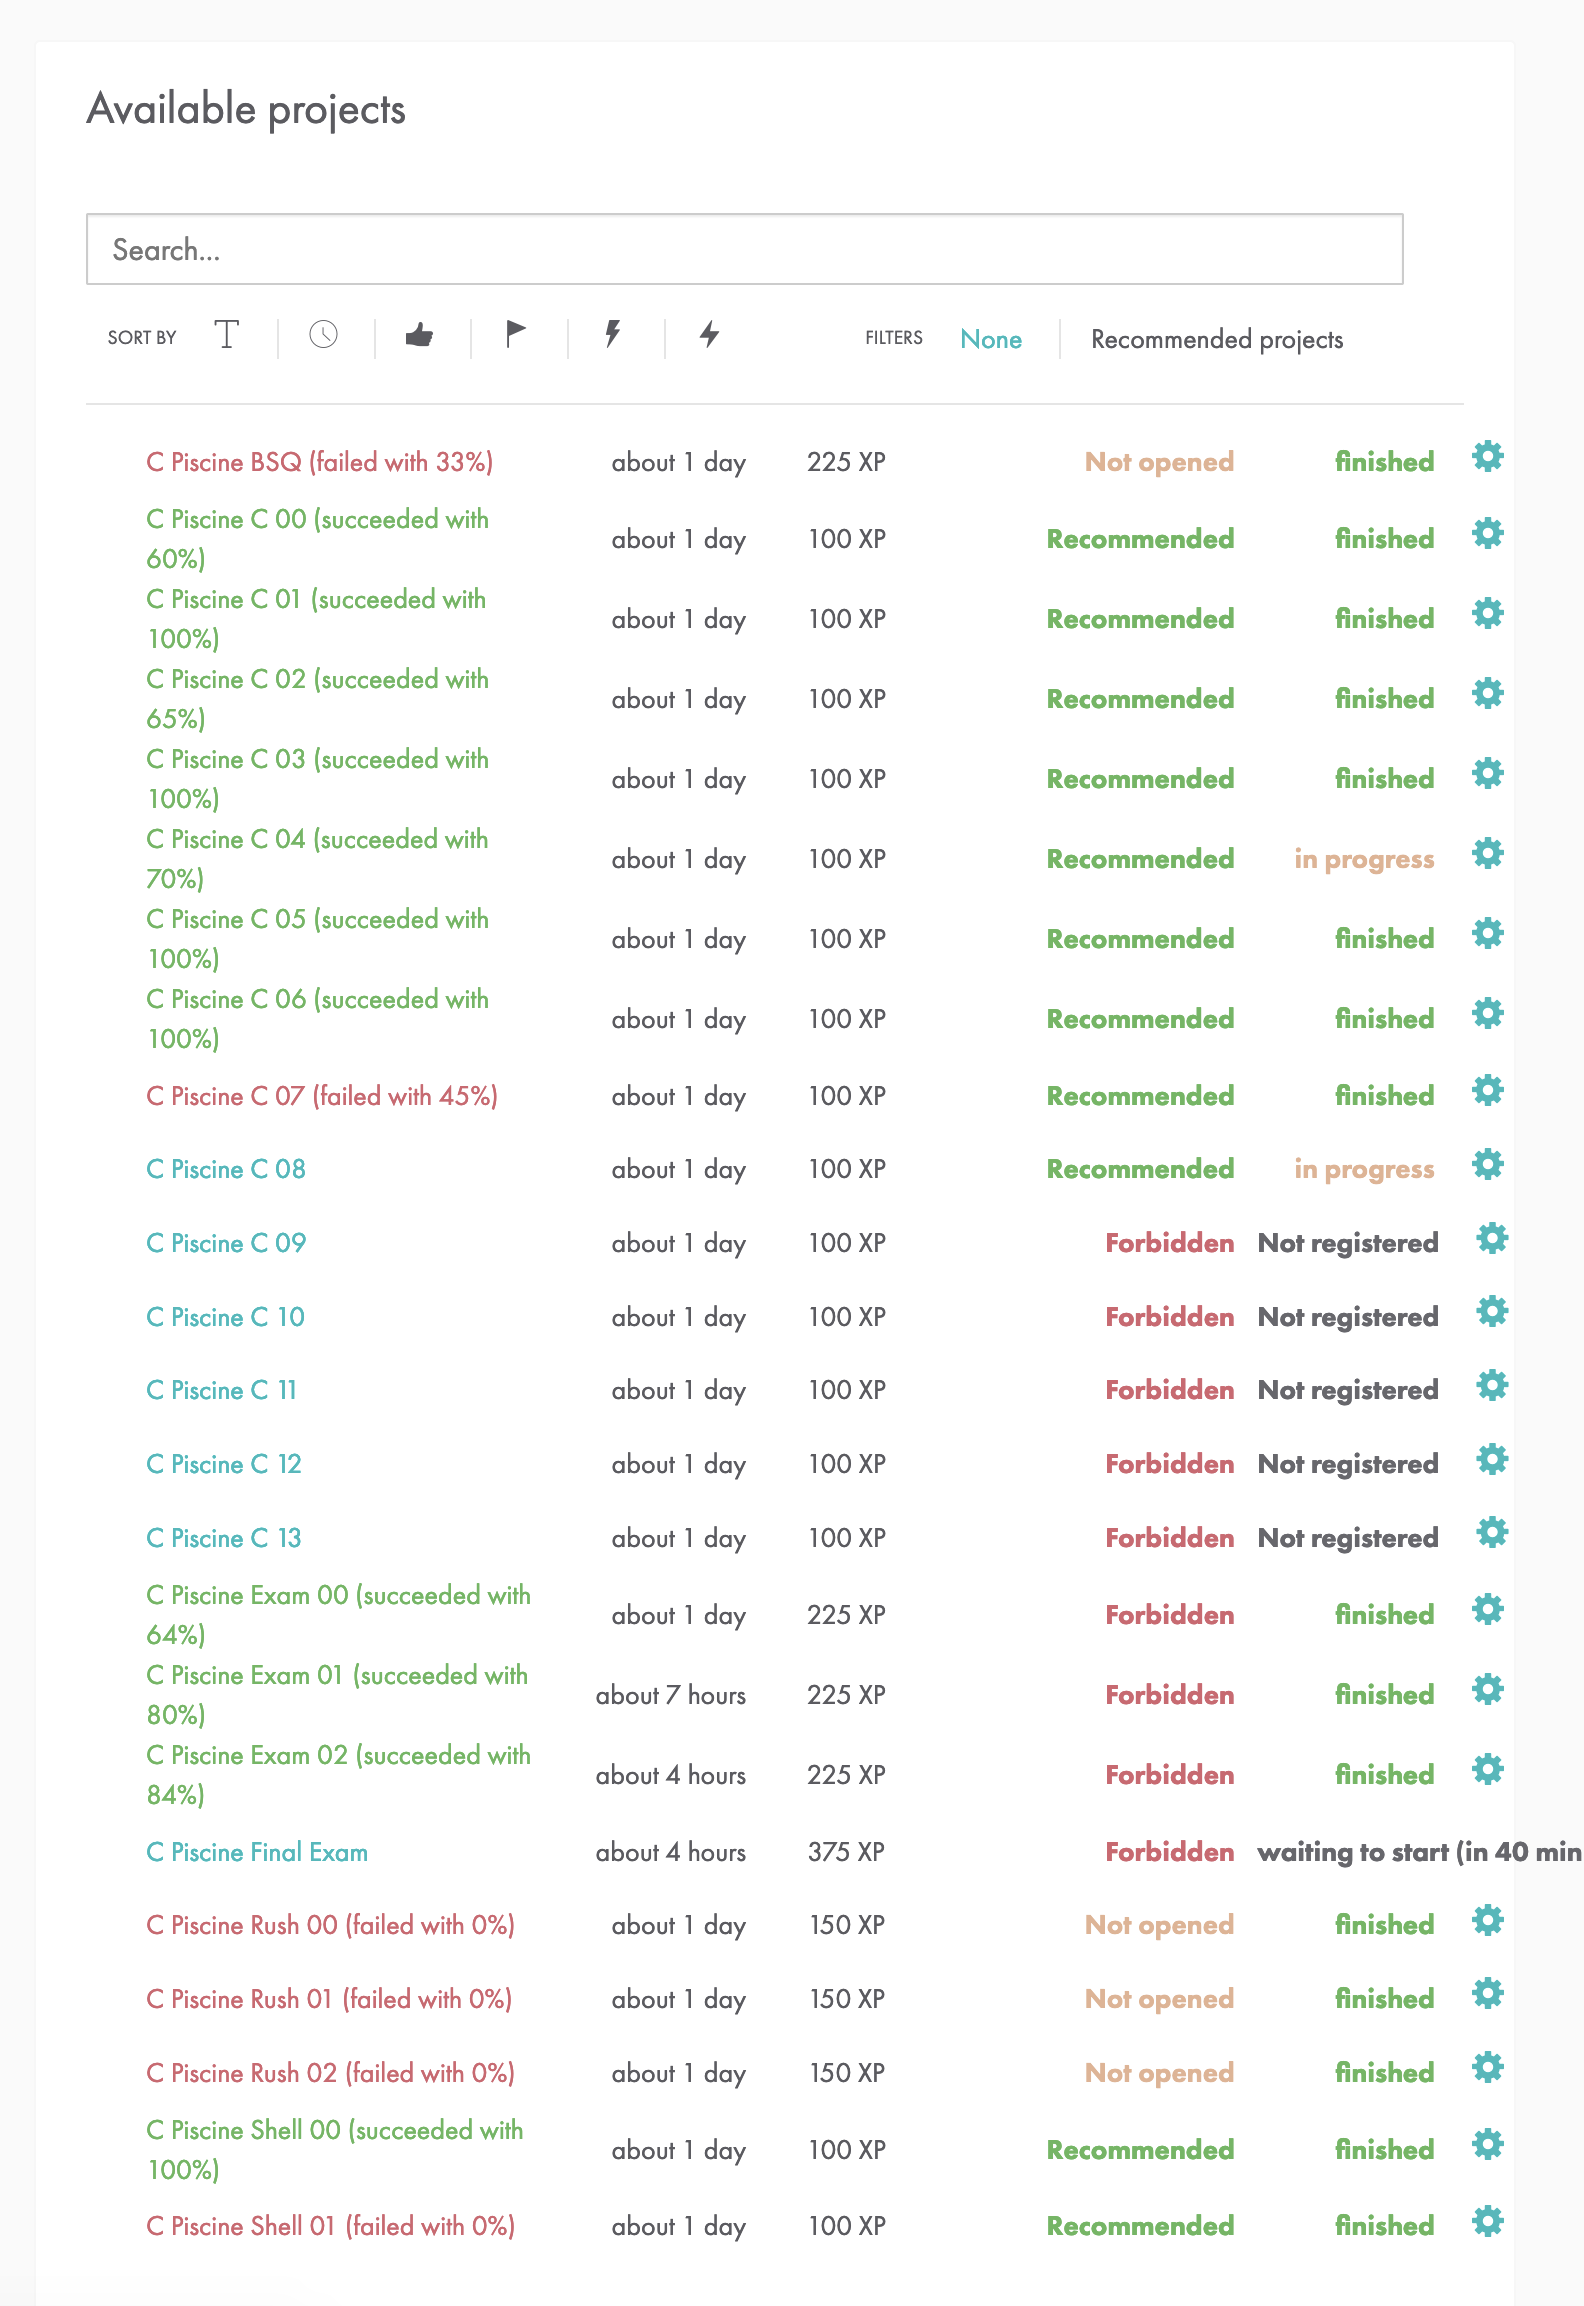 Available projects
Search...
SORT BY FILTERS None Recommended projects
C Piscine BSQ (failed with 33%) about 1 day 225 XP Not opened finished
C Piscine C 00 (succeeded with
60%) about 1 day 100 XP Recommended finished
C Piscine C 01 (succeeded with
100%) about 1 day 100 XP Recommended finished
C Piscine C 02 (succeeded with
65%) about 1 day 100 XP Recommended finished
C Piscine C 03 (succeeded with
100%) about 1 day 100 XP Recommended finished
C Piscine C 04 (succeeded with
70%) about 1 day 100 XP Recommended in progress
C Piscine C 05 (succeeded with
100%) about 1 day 100 XP Recommended finished
C Piscine C 06 (succeeded with
100%) about 1 day 100 XP Recommended finished
C Piscine C 07 (failed with 45%) about 1 day 100 XP Recommended finished
C Piscine C 08 about 1 day 100 XP Recommended in progress
C Piscine C 09 about 1 day 100 XP Forbidden Not registered
C Piscine C 10 about 1 day 100 XP Forbidden Not registered
C Piscine C 11 about 1 day 100 XP Forbidden Not registered
C Piscine C 12 about 1 day 100 XP Forbidden Not registered
C Piscine C 13 about 1 day 100 XP Forbidden Not registered
C Piscine Exam 00 (succeeded with
64%) about 1 day 225 XP Forbidden finished
C Piscine Exam 01 (succeeded with
80%) about 7 hours 225 XP Forbidden finished
C Piscine Exam 02 (succeeded with
84%) about 4 hours 225 XP Forbidden finished
C Piscine Final Exam about 4 hours 375 XP Forbidden waiting to start (in 40 min
C Piscine Rush 00 (failed with 0%) about 1 day 150 XP Not opened finished
C Piscine Rush 01 (failed with 0%) about 1 day 150 XP Not opened finished
C Piscine Rush 02 (failed with 0%) about 1 day 150 XP Not opened finished
C Piscine Shell 00 (succeeded with
100%) about 1 day 100 XP Recommended finished
C Piscine Shell 01 (failed with 0%) about 1 day 100 XP Recommended finished